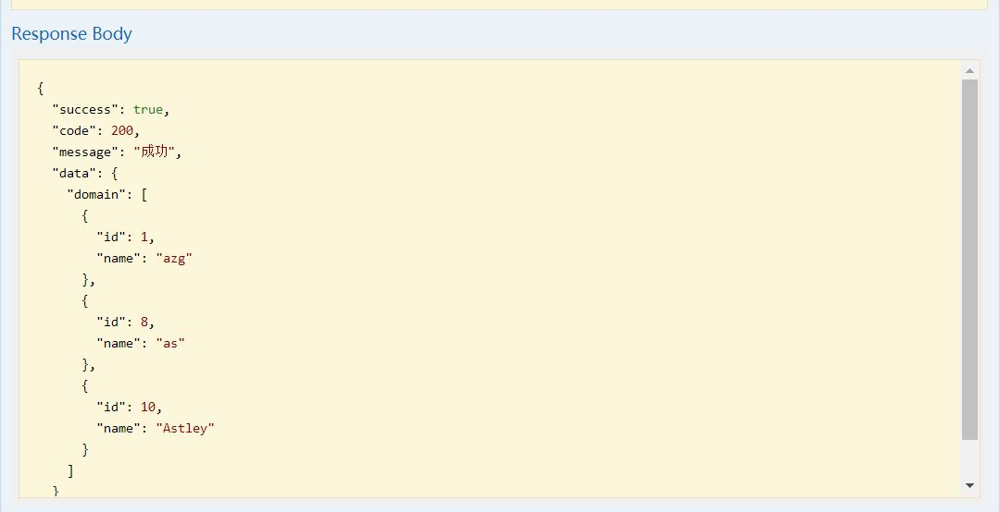 Response Body
{
  "success": true,
  "code": 200,
  "message": "成功",
  "data": {
    "domain": [
      {
        "id": 1,
        "name": "azg"
      },
      {
        "id": 8,
        "name": "as"
      },
      {
        "id": 10,
        "name": "Astley"
      }
    ]
  }